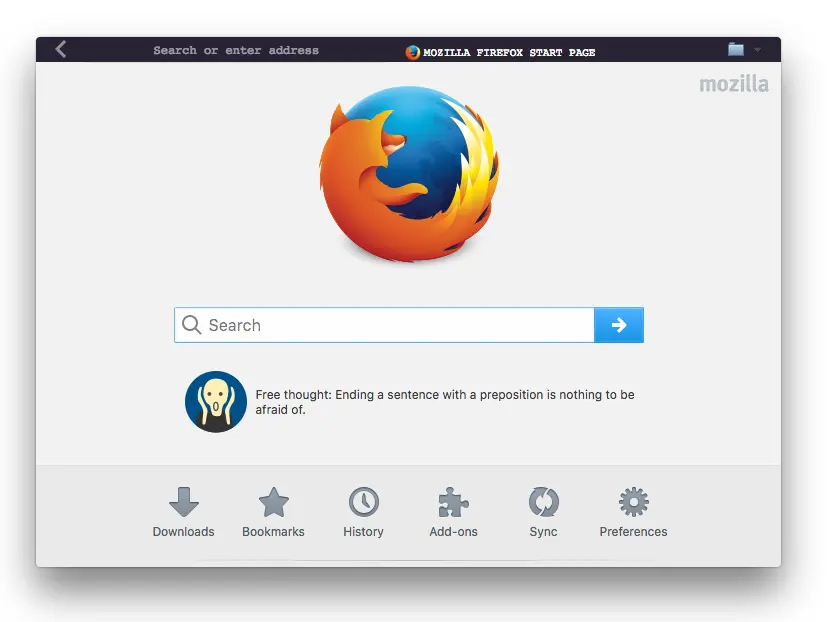 Search or enter address
MOZILLA FIREFOX START PAGE
mozilla
Search
Free thought: Ending a sentence with a preposition is nothing to be
afraid of.
Downloads
Bookmarks
History
Add-ons
Sync
Preferences